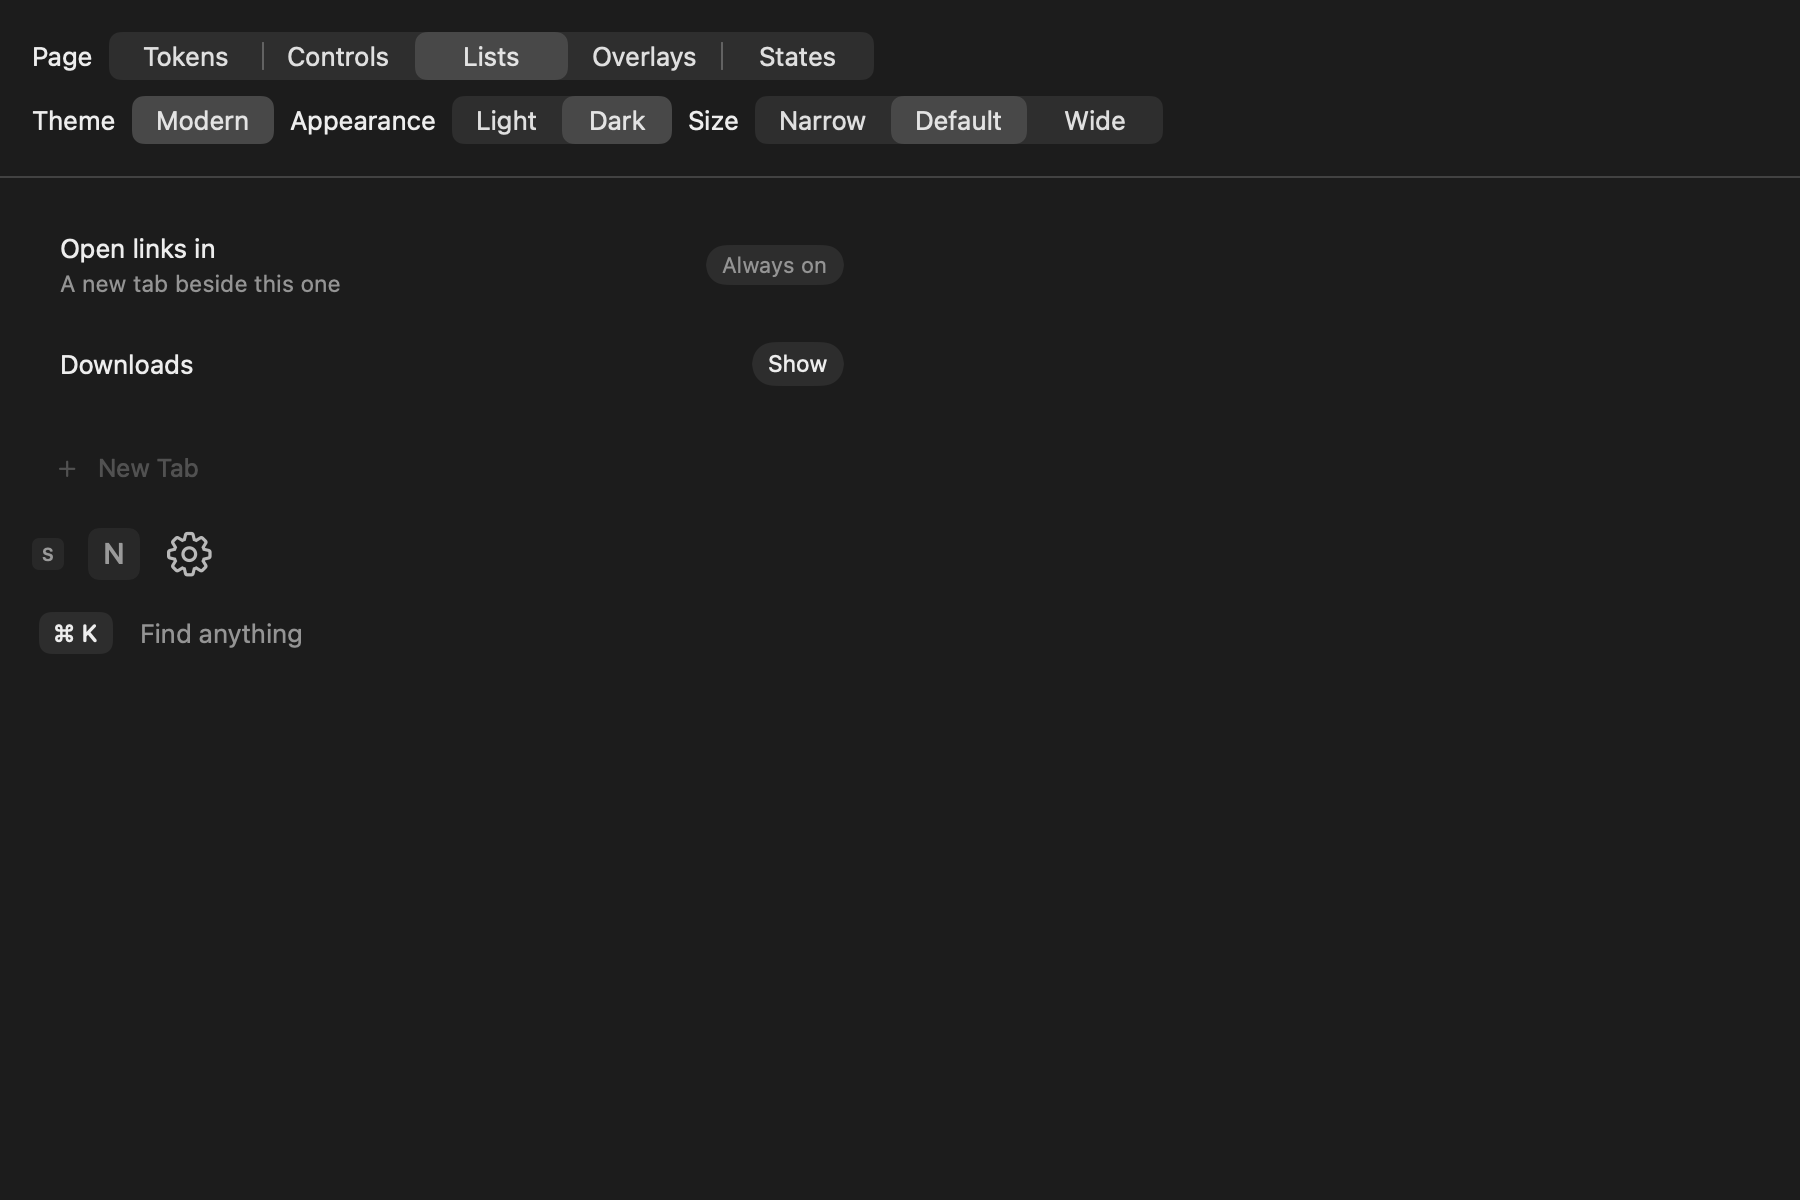 Page Tokens Controls Lists Overlays States
Theme Modern Appearance Light Dark Size Narrow Default Wide
Open links in
A new tab beside this one
Always on
Downloads
Show
+ New Tab
S N
⌘ K Find anything